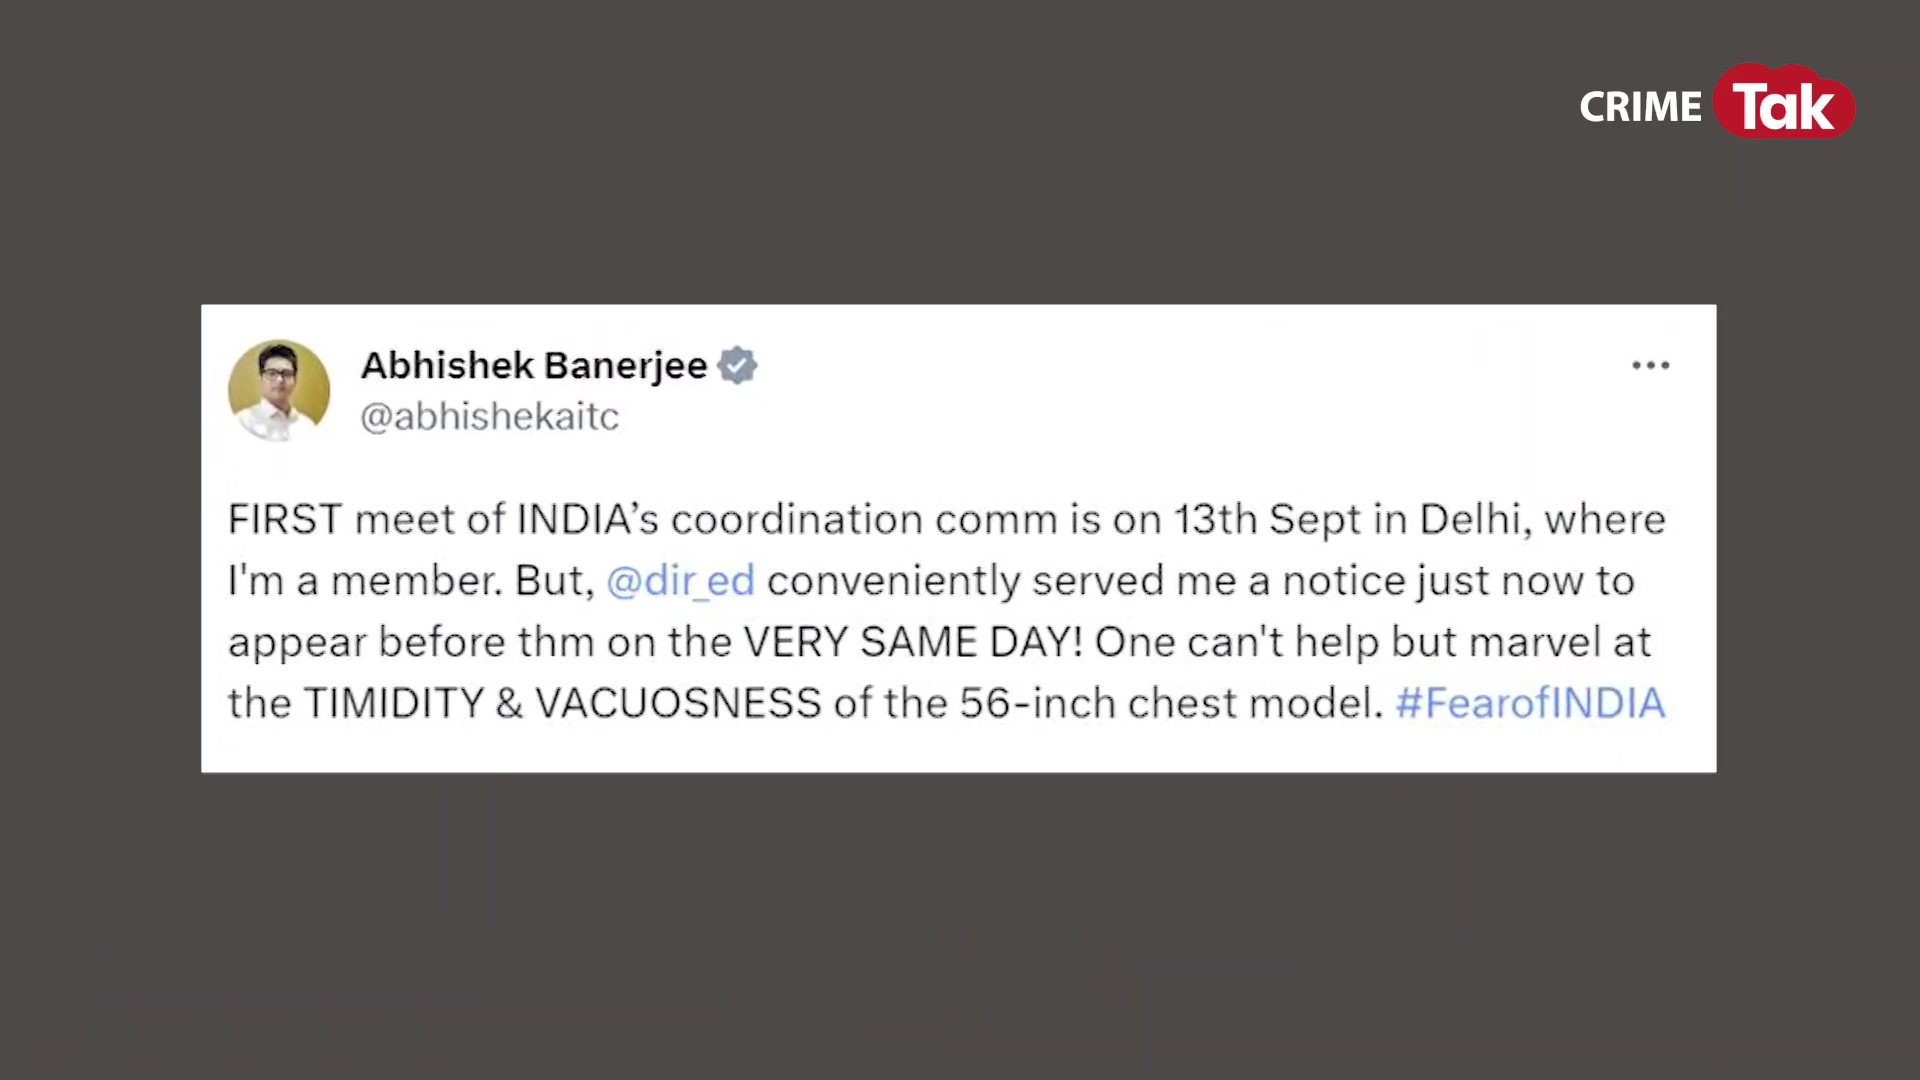 CRIME Tak
Abhishek Banerjee
@abhishekaitc
FIRST meet of INDIA’s coordination comm is on 13th Sept in Delhi, where
I'm a member. But, @dir_ed conveniently served me a notice just now to
appear before thm on the VERY SAME DAY! One can't help but marvel at
the TIMIDITY & VACUOSNESS of the 56-inch chest model. #FearofINDIA